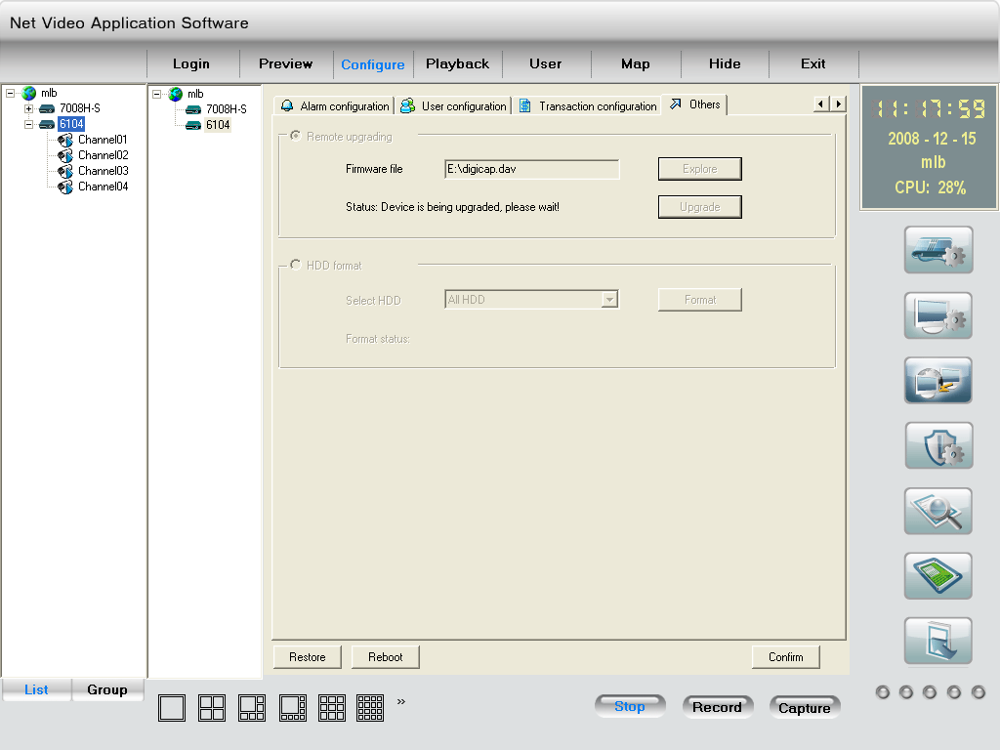 Net Video Application Software
Login Preview Configure Playback User Map Hide Exit
mlb
7008H-S
6104
Channel01
Channel02
Channel03
Channel04
mlb
7008H-S
6104
Alarm configuration User configuration Transaction configuration Others
Remote upgrading
Firmware file E:\digicap.dav Explore
Status: Device is being upgraded, please wait! Upgrade
HDD format
Select HDD All HDD Format
Format status:
Restore Reboot Confirm
11:17:59
2008 - 12 - 15
mlb
CPU: 28%
List Group
»
Stop Record Capture